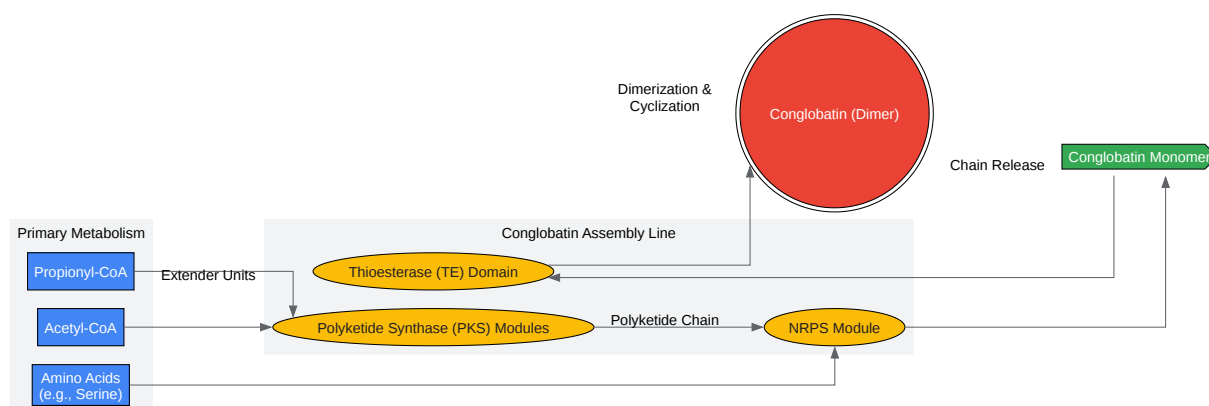 Dimerization &
Cyclization
Conglobatin (Dimer)
Chain Release
Conglobatin Monomer
Primary Metabolism
Conglobatin Assembly Line
Propionyl-CoA
Extender Units
Thioesterase (TE) Domain
Acetyl-CoA
Polyketide Synthase (PKS) Modules
Polyketide Chain
NRPS Module
Amino Acids
(e.g., Serine)